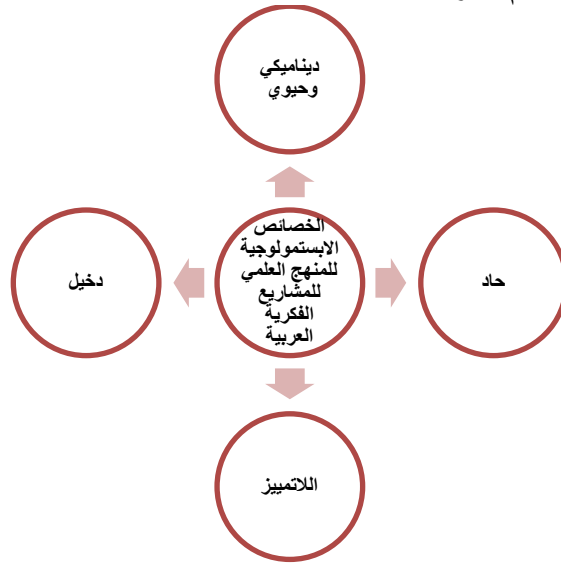 ديناميكي
وحيوي
الخصائص
الابستمولوجية
للمنهج العلمي
للمشاريع
الفكرية
العربية
حاد
دخيل
اللاتمييز